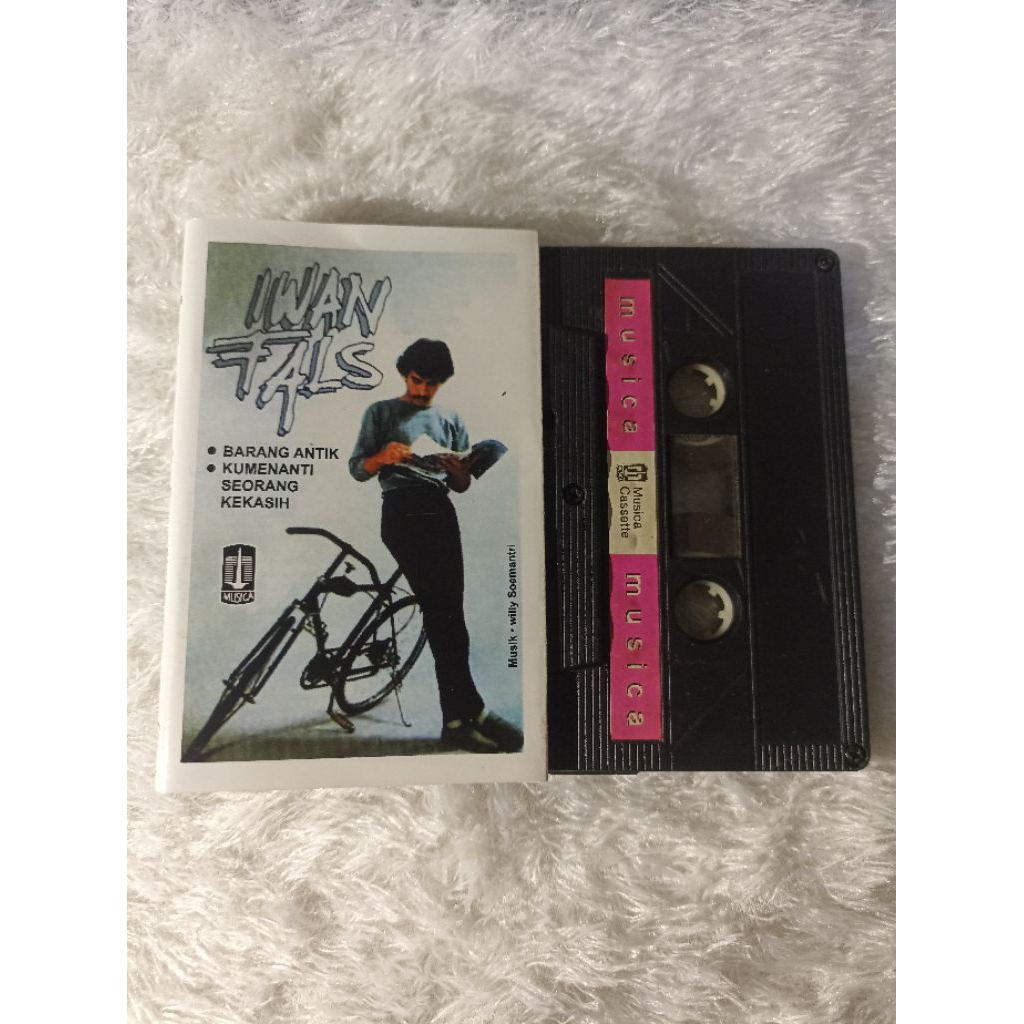 IWAN
FALS
• BARANG ANTIK
• KUMENANTI
SEORANG
KEKASIH
MUSICA
Musik • willy Soemantri
musica
Musica
Cassette
musica